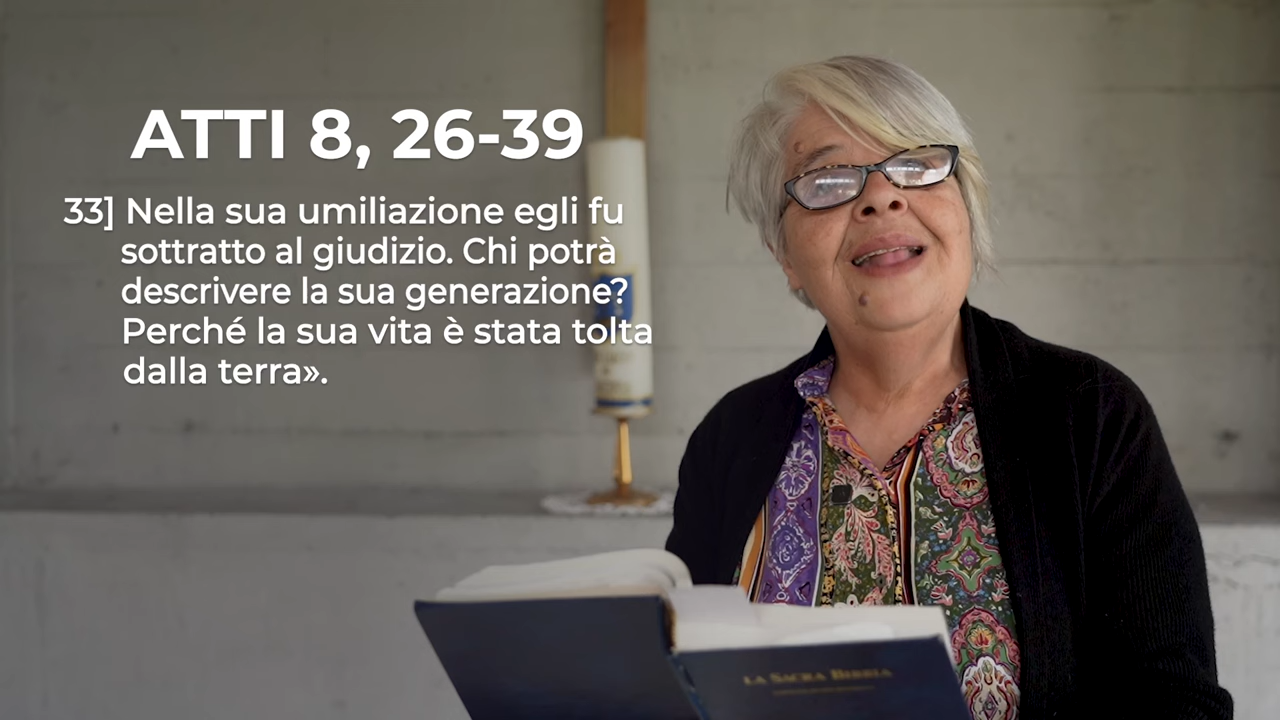 ATTI 8, 26-39
33] Nella sua umiliazione egli fu
sottratto al giudizio. Chi potrà
descrivere la sua generazione?
Perché la sua vita è stata tolta
dalla terra».
LA SACRA BIBBIA